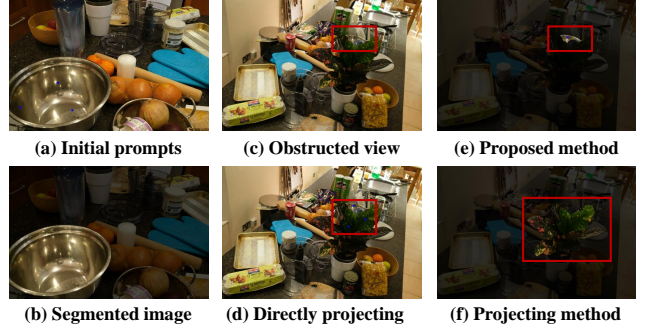 (a) Initial prompts
(c) Obstructed view
(e) Proposed method
(b) Segmented image
(d) Directly projecting
(f) Projecting method